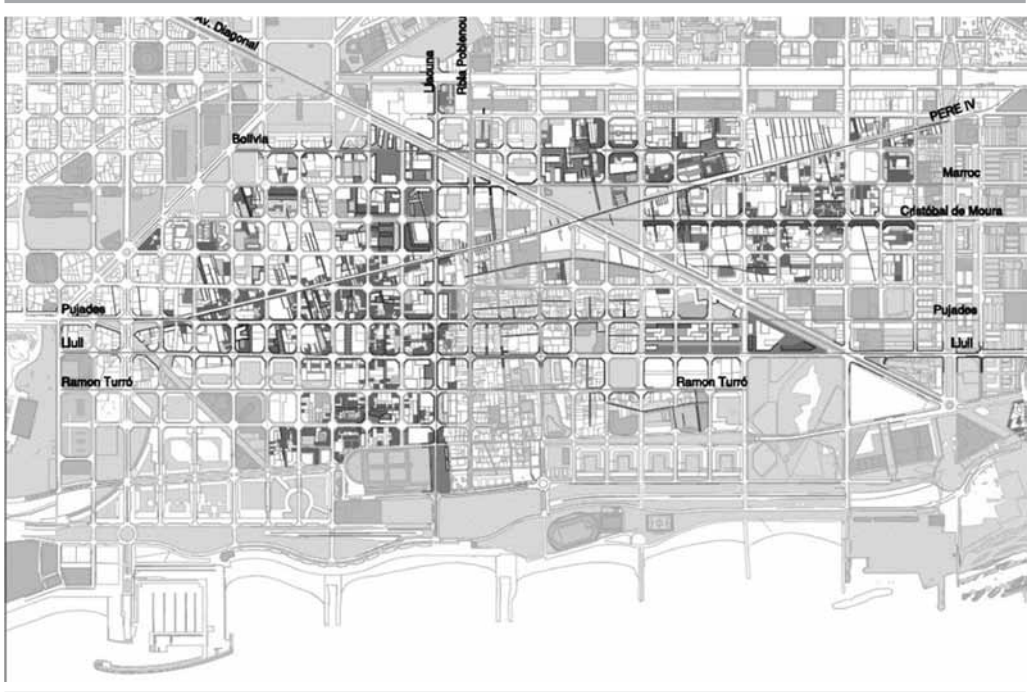 Av. Diagonal
Llacuna
Rbla Poblenou
PERE IV
Bolivia
Marroc
Cristóbal de Moura
Pujades
Pujades
Llull
Llull
Ramon Turró
Ramon Turró